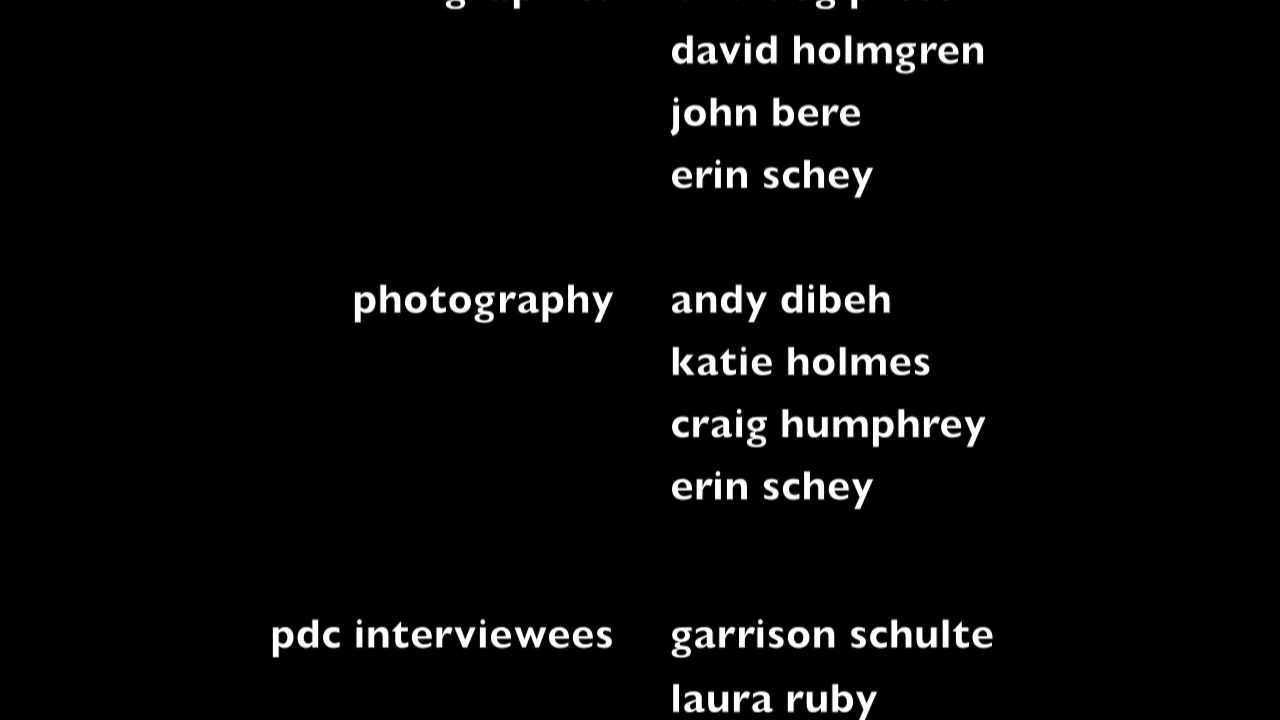 david holmgren
john bere
erin schey
photography andy dibeh
katie holmes
craig humphrey
erin schey
pdc interviewees garrison schulte
laura ruby